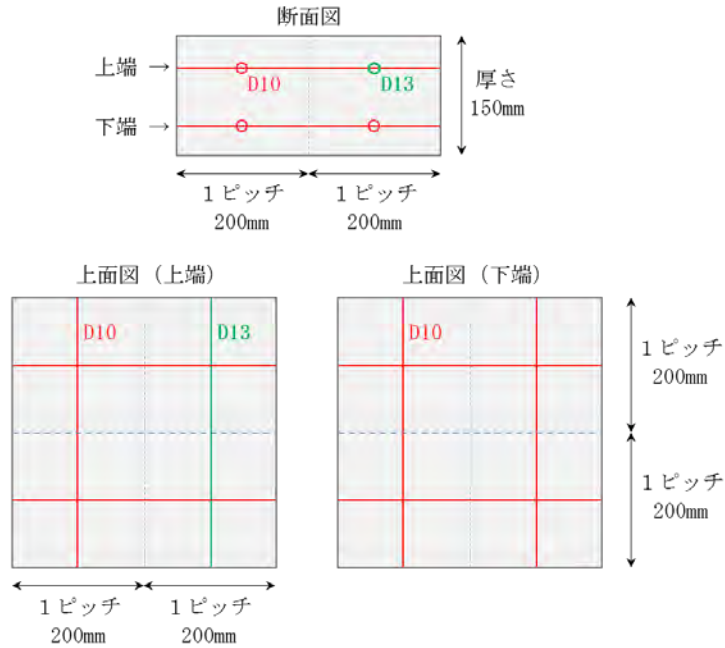 断面図
上端 →
D10
D13
下端 →
厚さ
150mm
1ピッチ
200mm
1ピッチ
200mm
上面図（上端）
D10
D13
1ピッチ
200mm
1ピッチ
200mm
上面図（下端）
D10
1ピッチ
200mm
1ピッチ
200mm